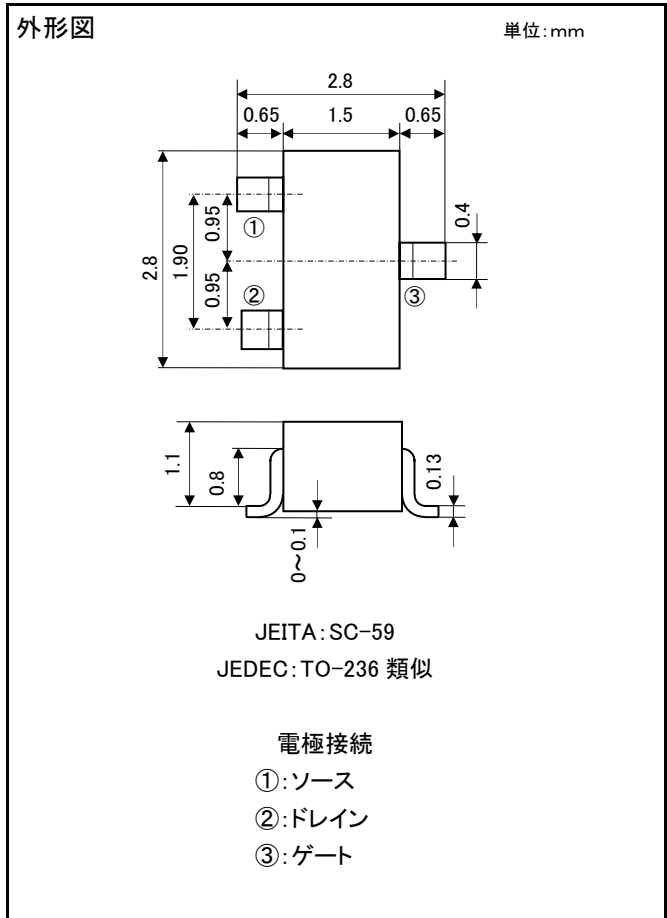 外形図
単位:mm
2.8
0.65 1.5 0.65
2.8
1.90
0.95
0.95
①
②
③
0.4
1.1
0.8
0~0.1
0.13
JEITA:SC-59
JEDEC:TO-236 類似
電極接続
①:ソース
②:ドレイン
③:ゲート